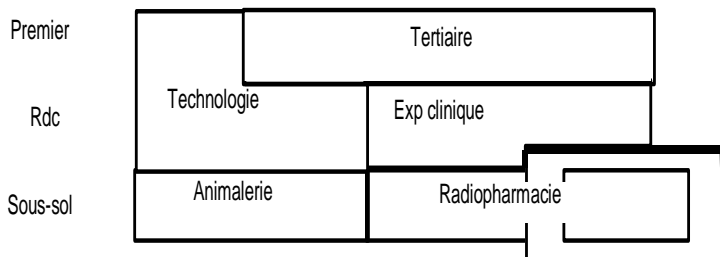 Premier
Tertiaire
Technologie
Rdc
Exp clinique
Animalerie
Radiopharmacie
Sous-sol